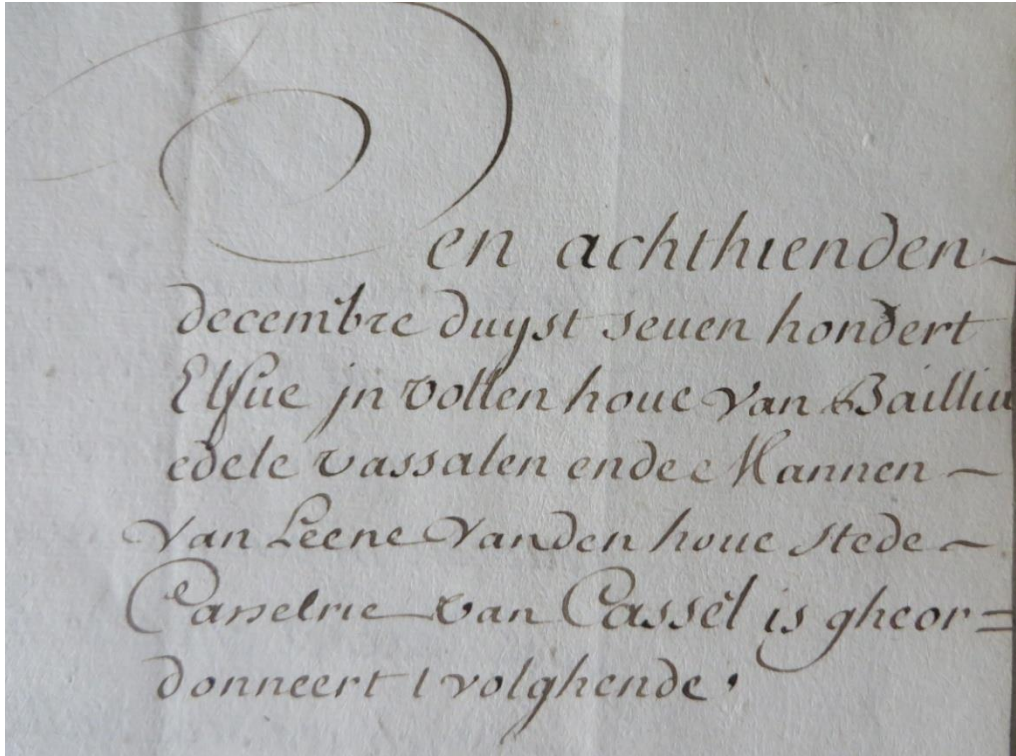 Den achthienden
decembre duyst seuen hondert
Elfue jn vollen houe van Bailliu
edele vassalen ende Mannen
van Leene vanden houe stede
Casselrie van Cassel is gheor=
donneert tvolghende